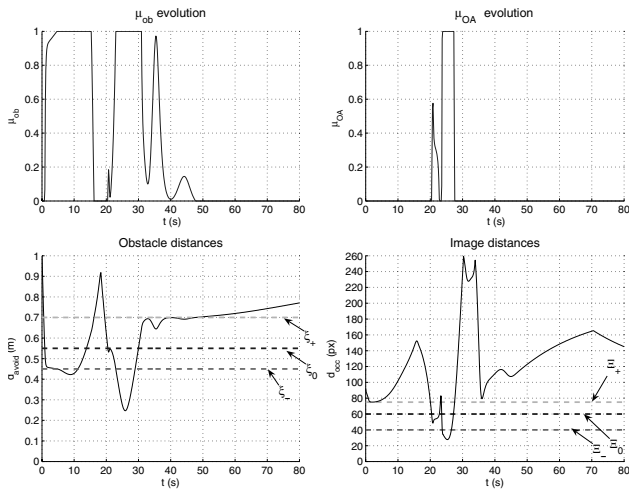 μob evolution
μOA evolution
1
0.8
0.6
0.4
0.2
0
μob
0 10 20 30 40 50 60 70 80
t (s)
1
0.8
0.6
0.4
0.2
0
μOA
0 10 20 30 40 50 60 70 80
t (s)
Obstacle distances
Image distances
1
0.9
0.8
0.7
0.6
0.5
0.4
0.3
0.2
0.1
0
davoid (m)
ξ+
ξ0
ξ−
0 10 20 30 40 50 60 70 80
t (s)
260
240
220
200
180
160
140
120
100
80
60
40
20
0
docc (px)
Ξ+
Ξ0
Ξ−
0 10 20 30 40 50 60 70 80
t (s)